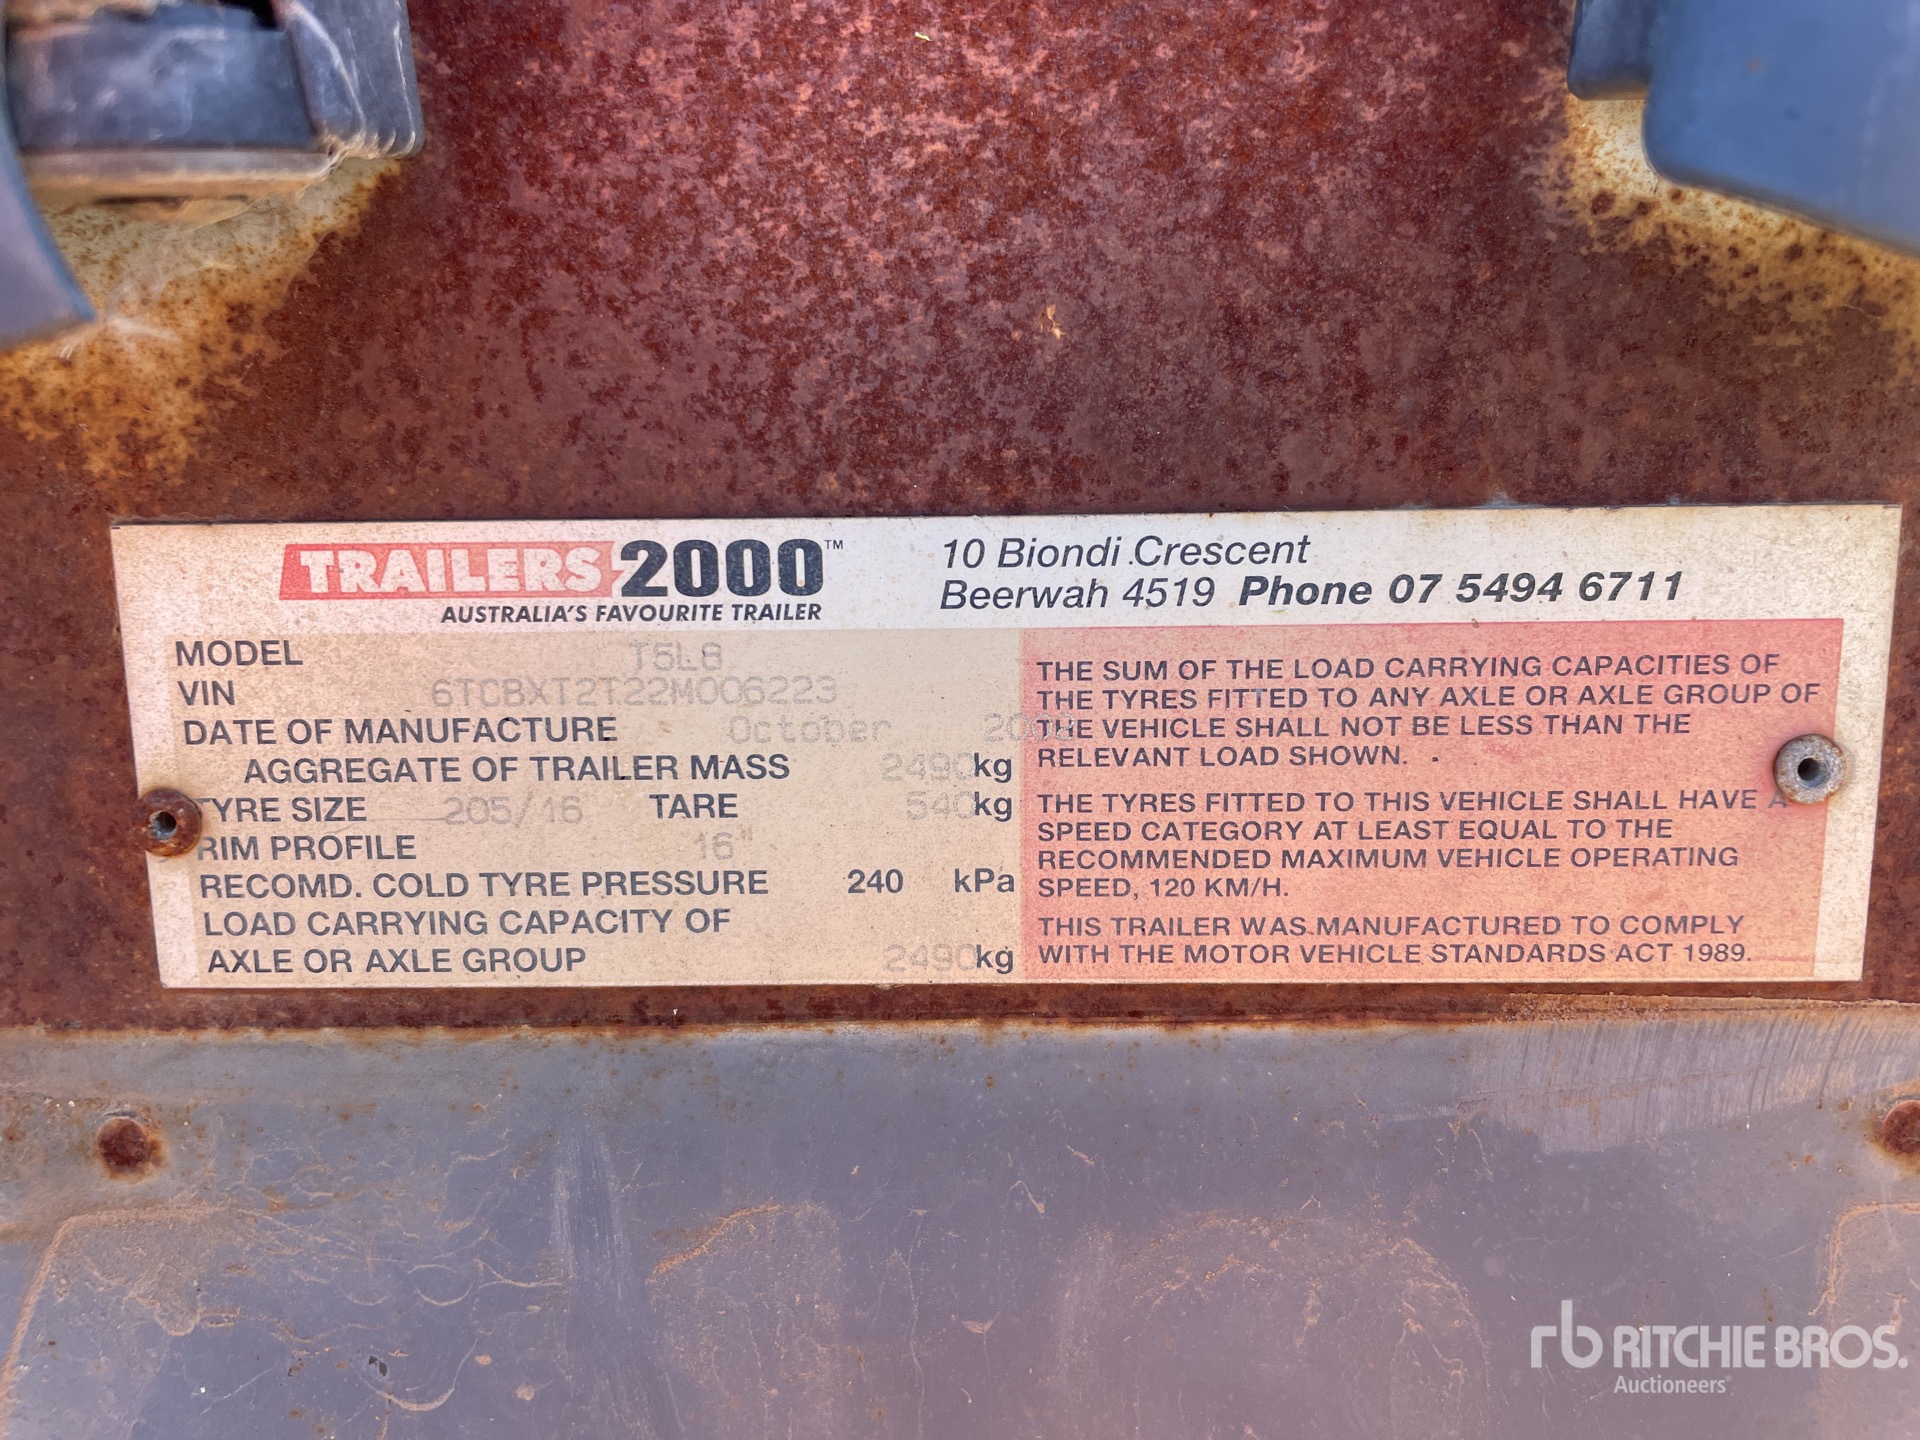 TRAILERS 2000™
AUSTRALIA'S FAVOURITE TRAILER
10 Biondi Crescent
Beerwah 4519 Phone 07 5494 6711
MODEL T5L8
VIN 6TCBXT2T22M006223
DATE OF MANUFACTURE October
AGGREGATE OF TRAILER MASS 2490kg
TYRE SIZE 205/16 TARE 540kg
RIM PROFILE 16"
RECOMD. COLD TYRE PRESSURE 240 kPa
LOAD CARRYING CAPACITY OF
AXLE OR AXLE GROUP 2490kg
THE SUM OF THE LOAD CARRYING CAPACITIES OF
THE TYRES FITTED TO ANY AXLE OR AXLE GROUP OF
THE VEHICLE SHALL NOT BE LESS THAN THE
RELEVANT LOAD SHOWN.
THE TYRES FITTED TO THIS VEHICLE SHALL HAVE A
SPEED CATEGORY AT LEAST EQUAL TO THE
RECOMMENDED MAXIMUM VEHICLE OPERATING
SPEED, 120 KM/H.
THIS TRAILER WAS MANUFACTURED TO COMPLY
WITH THE MOTOR VEHICLE STANDARDS ACT 1989.
rb RITCHIE BROS.
Auctioneers